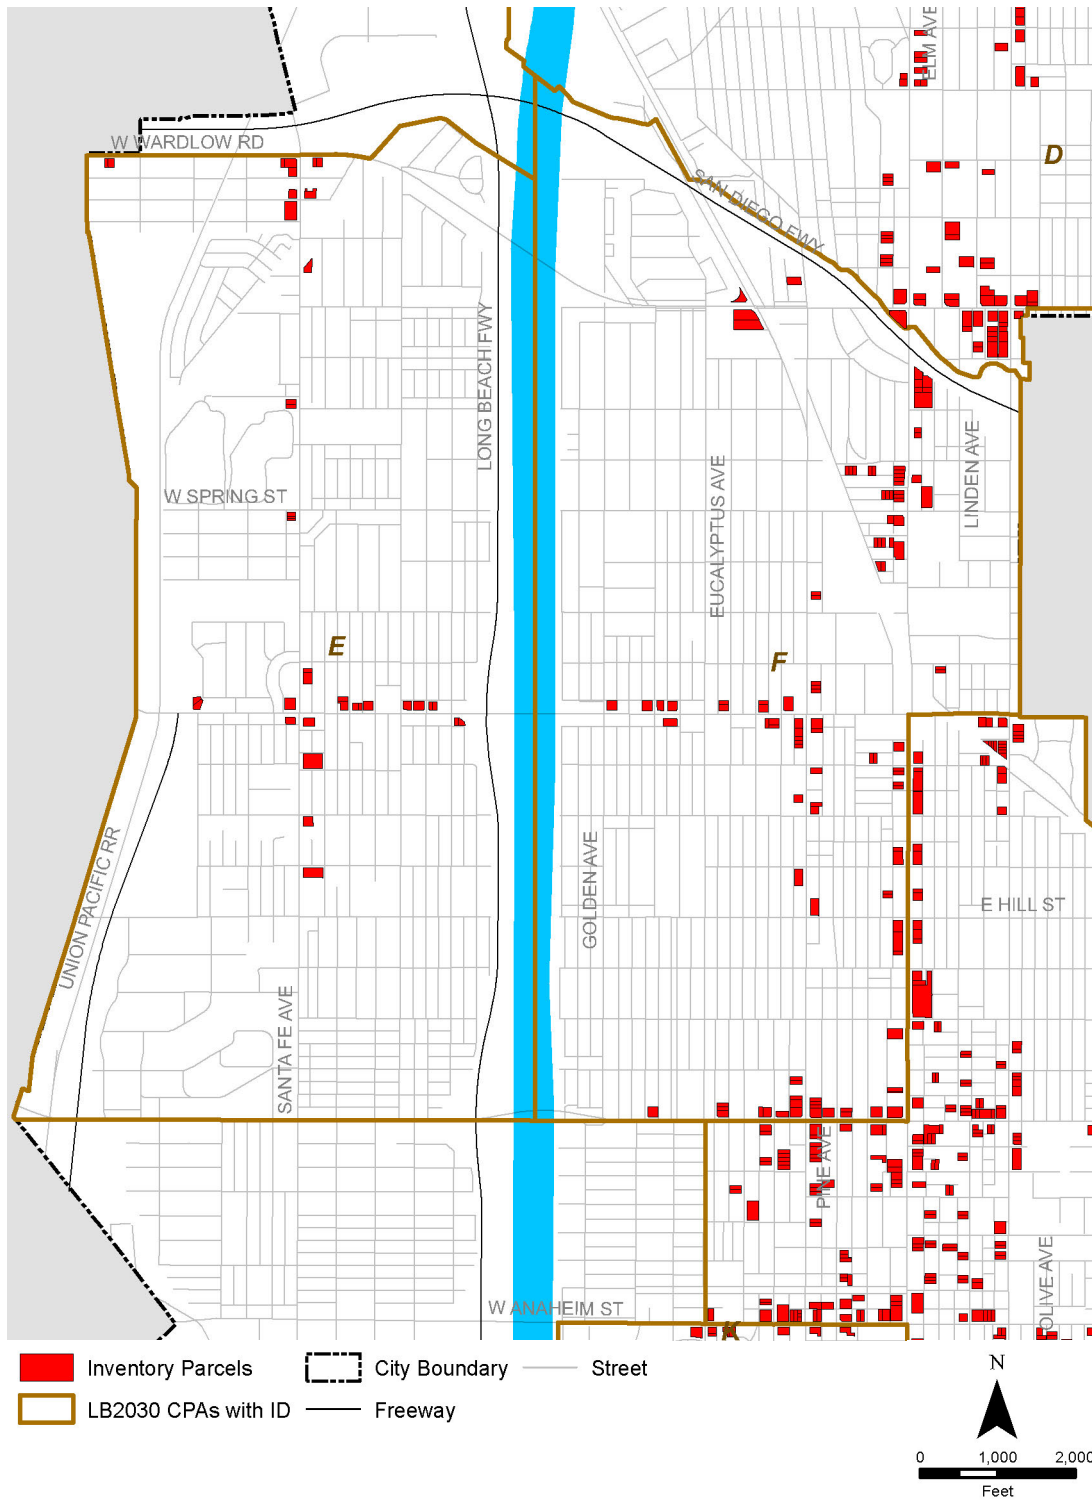 ELM AVE
W WARDLOW RD
D
SAN DIEGO FWY
LONG BEACH FWY
LINDEN AVE
EUCALYPTUS AVE
W SPRING ST
E
F
UNION PACIFIC RR
GOLDEN AVE
E HILL ST
SANTA FE AVE
PINE AVE
OLIVE AVE
W ANAHEIM ST
K
Inventory Parcels
City Boundary
Street
LB2030 CPAs with ID
Freeway
N
0 1,000 2,000
Feet